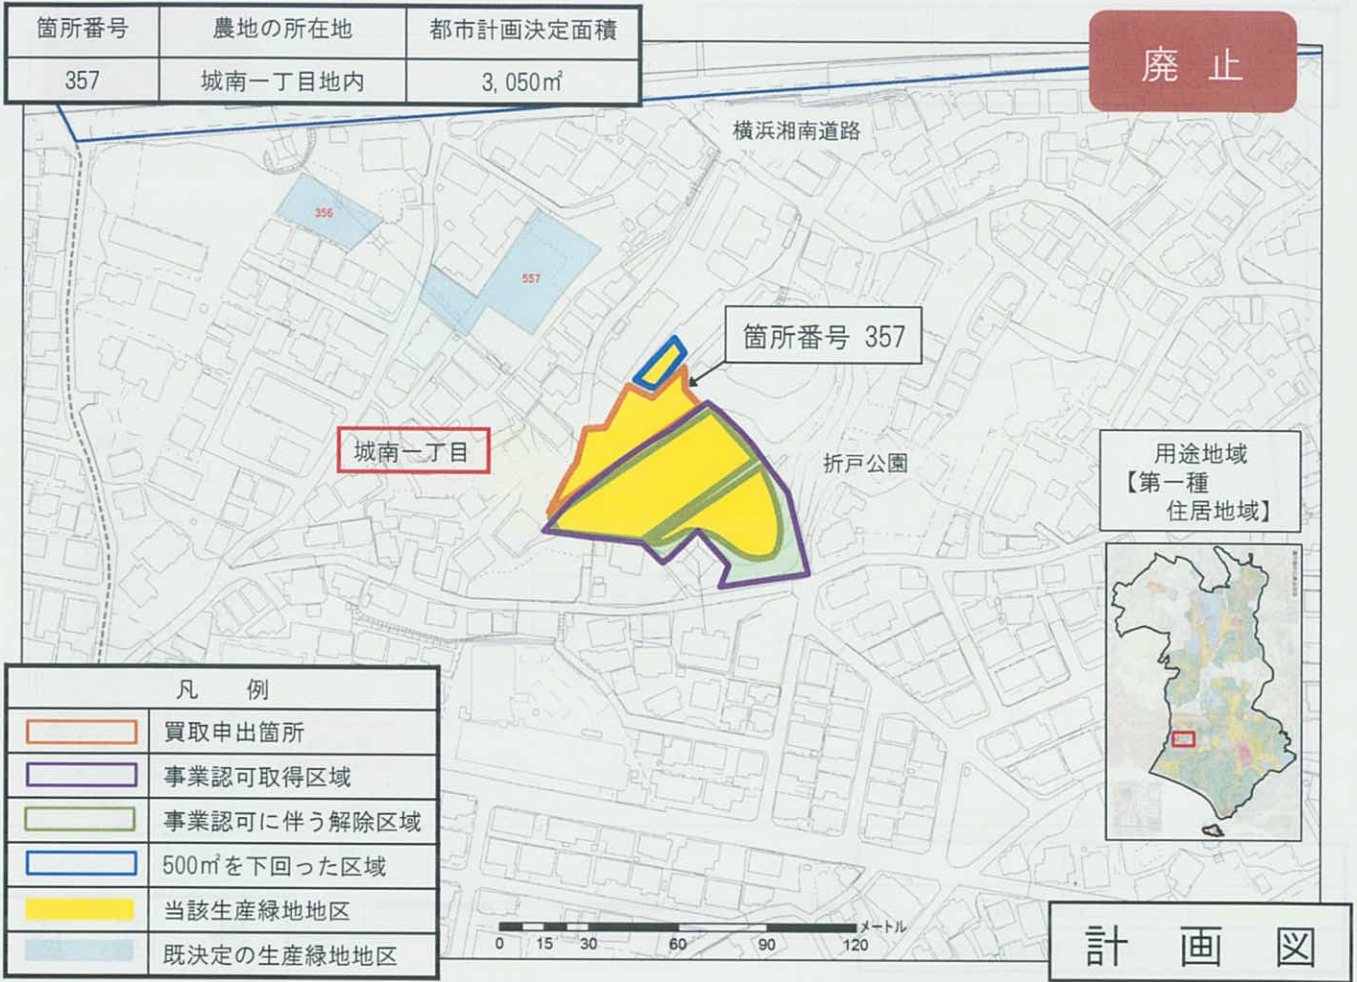 箇所番号 農地の所在地 都市計画決定面積
357 城南一丁目地内 3,050㎡
廃止
横浜湘南道路
356
557
箇所番号 357
城南一丁目
折戸公園
用途地域
【第一種
住居地域】
凡 例
買取申出箇所
事業認可取得区域
事業認可に伴う解除区域
500㎡を下回った区域
当該生産緑地地区
既決定の生産緑地地区
メートル
0 15 30 60 90 120
計画図